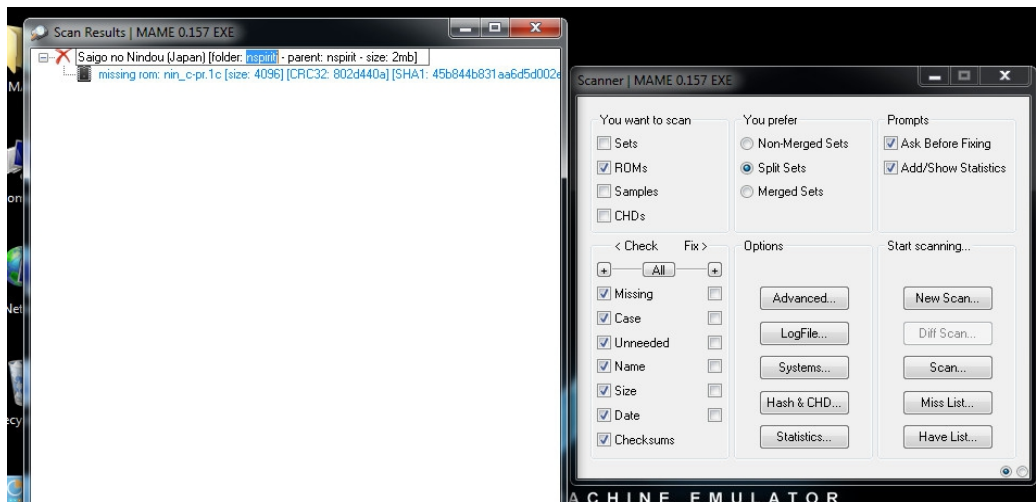 Scan Results | MAME 0.157 EXE
Saigo no Nindou (Japan) [folder: nspiritj - parent: nspirit - size: 2mb]
missing rom: nin_c-pr.1c [size: 4096] [CRC32: 802d440a] [SHA1: 45b844b831aa6d5d002e
Scanner | MAME 0.157 EXE
You want to scan
Sets
ROMs
Samples
CHDs
You prefer
Non-Merged Sets
Split Sets
Merged Sets
Prompts
Ask Before Fixing
Add/Show Statistics
< Check Fix >
+ All +
Missing
Case
Unneeded
Name
Size
Date
Checksums
Options
Advanced...
LogFile...
Systems...
Hash & CHD...
Statistics...
Start scanning...
New Scan...
Diff Scan...
Scan...
Miss List...
Have List...
ACHINE EMULATOR